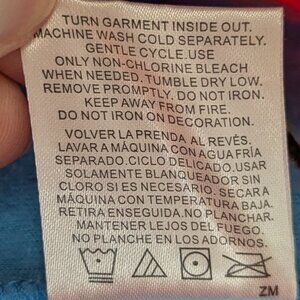 TURN GARMENT INSIDE OUT.
MACHINE WASH COLD SEPARATELY.
GENTLE CYCLE.USE
ONLY NON-CHLORINE BLEACH
WHEN NEEDED. TUMBLE DRY LOW.
REMOVE PROMPTLY. DO NOT IRON.
KEEP AWAY FROM FIRE.
DO NOT IRON ON DECORATION.
VOLVER LA PRENDA AL REVÉS.
LAVAR A MÁQUINA CON AGUA FRÍA
SEPARADO.CICLO DELICADO.USAR
SOLAMENTE BLANQUEADOR SIN
CLORO SI ES NECESARIO. SECAR A
MÁQUINA CON TEMPERATURA BAJA.
RETIRA ENSEGUIDA.NO PLANCHAR.
MANTENER LEJOS DEL FUEGO.
NO PLANCHE EN LOS ADORNOS.
ZM